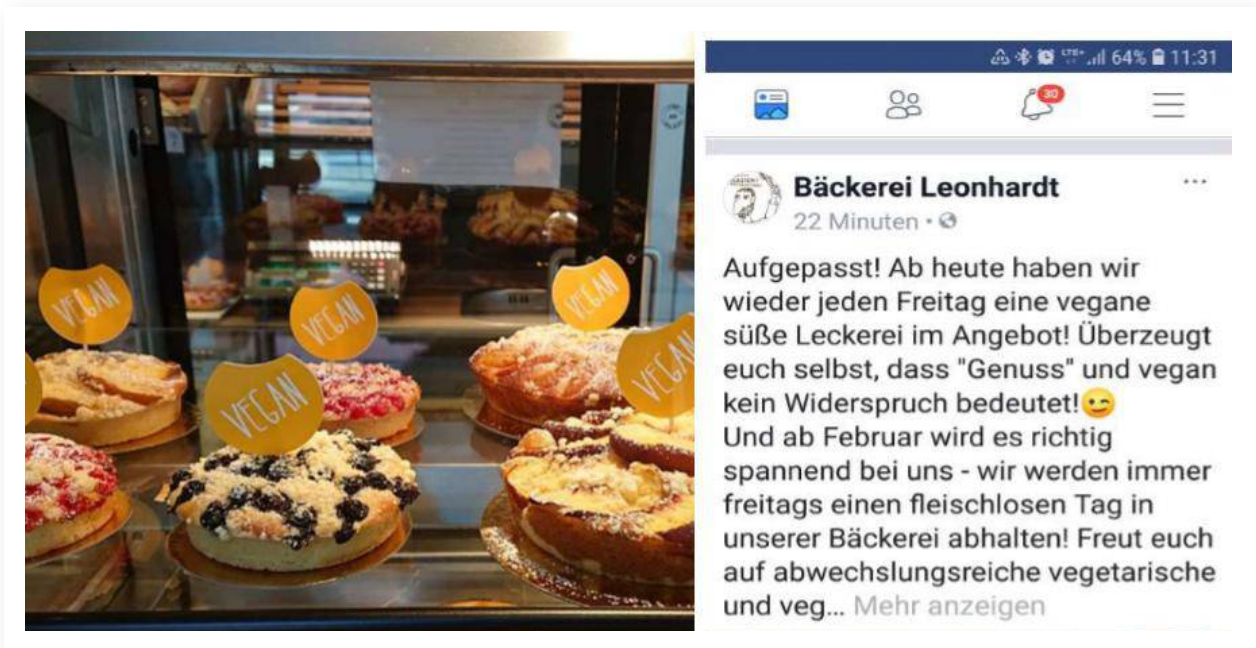 VEGAN
VEGAN
VEGAN
VEGAN
VEGAN
64% 11:31
30
Bäckerei Leonhardt
22 Minuten
Aufgepasst! Ab heute haben wir
wieder jeden Freitag eine vegane
süße Leckerei im Angebot! Überzeugt
euch selbst, dass "Genuss" und vegan
kein Widerspruch bedeutet!😉
Und ab Februar wird es richtig
spannend bei uns - wir werden immer
freitags einen fleischlosen Tag in
unserer Bäckerei abhalten! Freut euch
auf abwechslungsreiche vegetarische
und veg... Mehr anzeigen